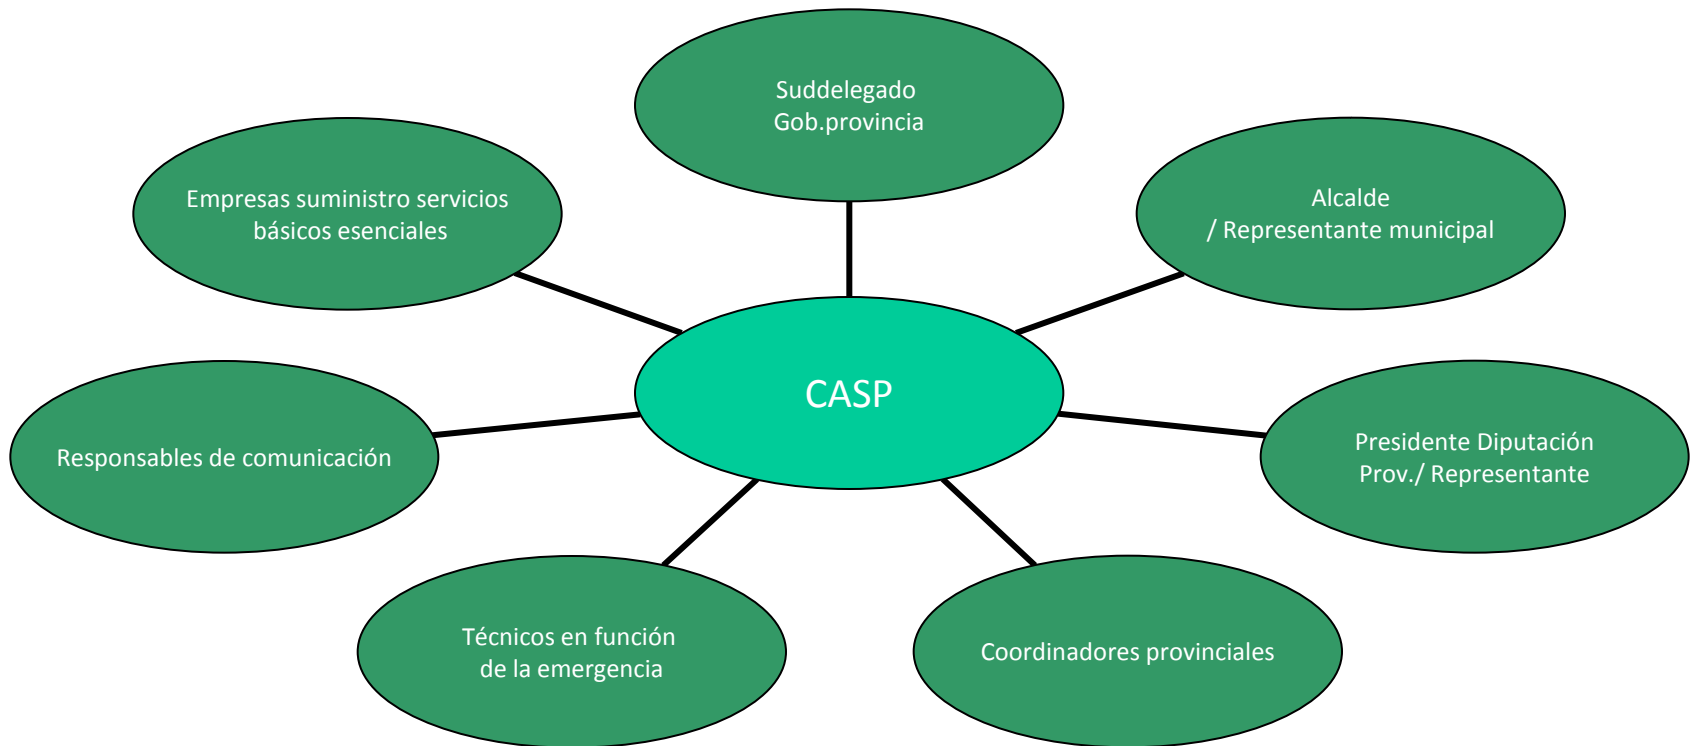 Suddelegado
Gob.provincia
Empresas suministro servicios
básicos esenciales
Alcalde
/ Representante municipal
CASP
Responsables de comunicación
Presidente Diputación
Prov./ Representante
Técnicos en función
de la emergencia
Coordinadores provinciales